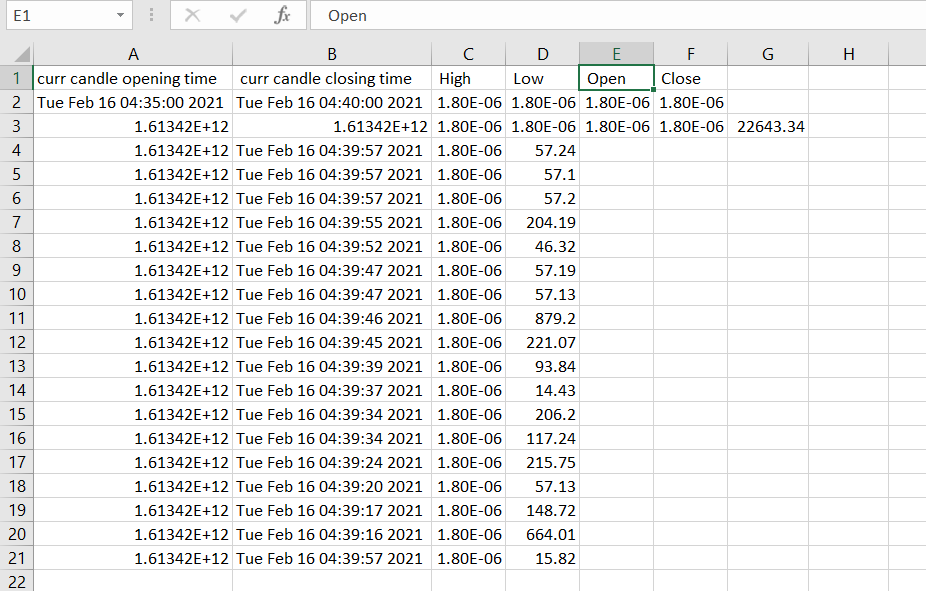 E1 fx Open
A B C D E F G H
1 curr candle opening time curr candle closing time High Low Open Close
2 Tue Feb 16 04:35:00 2021 Tue Feb 16 04:40:00 2021 1.80E-06 1.80E-06 1.80E-06 1.80E-06
3 1.61342E+12 1.61342E+12 1.80E-06 1.80E-06 1.80E-06 1.80E-06 22643.34
4 1.61342E+12 Tue Feb 16 04:39:57 2021 1.80E-06 57.24
5 1.61342E+12 Tue Feb 16 04:39:57 2021 1.80E-06 57.1
6 1.61342E+12 Tue Feb 16 04:39:57 2021 1.80E-06 57.2
7 1.61342E+12 Tue Feb 16 04:39:55 2021 1.80E-06 204.19
8 1.61342E+12 Tue Feb 16 04:39:52 2021 1.80E-06 46.32
9 1.61342E+12 Tue Feb 16 04:39:47 2021 1.80E-06 57.19
10 1.61342E+12 Tue Feb 16 04:39:47 2021 1.80E-06 57.13
11 1.61342E+12 Tue Feb 16 04:39:46 2021 1.80E-06 879.2
12 1.61342E+12 Tue Feb 16 04:39:45 2021 1.80E-06 221.07
13 1.61342E+12 Tue Feb 16 04:39:39 2021 1.80E-06 93.84
14 1.61342E+12 Tue Feb 16 04:39:37 2021 1.80E-06 14.43
15 1.61342E+12 Tue Feb 16 04:39:34 2021 1.80E-06 206.2
16 1.61342E+12 Tue Feb 16 04:39:34 2021 1.80E-06 117.24
17 1.61342E+12 Tue Feb 16 04:39:24 2021 1.80E-06 215.75
18 1.61342E+12 Tue Feb 16 04:39:20 2021 1.80E-06 57.13
19 1.61342E+12 Tue Feb 16 04:39:17 2021 1.80E-06 148.72
20 1.61342E+12 Tue Feb 16 04:39:16 2021 1.80E-06 664.01
21 1.61342E+12 Tue Feb 16 04:39:57 2021 1.80E-06 15.82
22